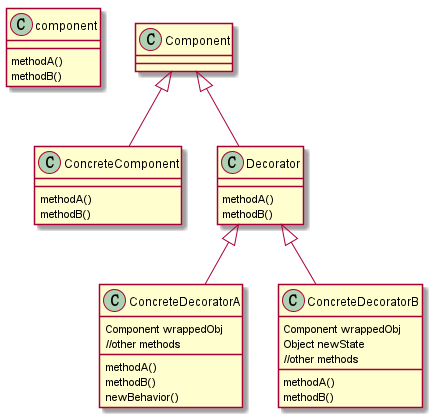 C component
methodA()
methodB()
C Component
C ConcreteComponent
methodA()
methodB()
C Decorator
methodA()
methodB()
C ConcreteDecoratorA
Component wrappedObj
//other methods
methodA()
methodB()
newBehavior()
C ConcreteDecoratorB
Component wrappedObj
Object newState
//other methods
methodA()
methodB()